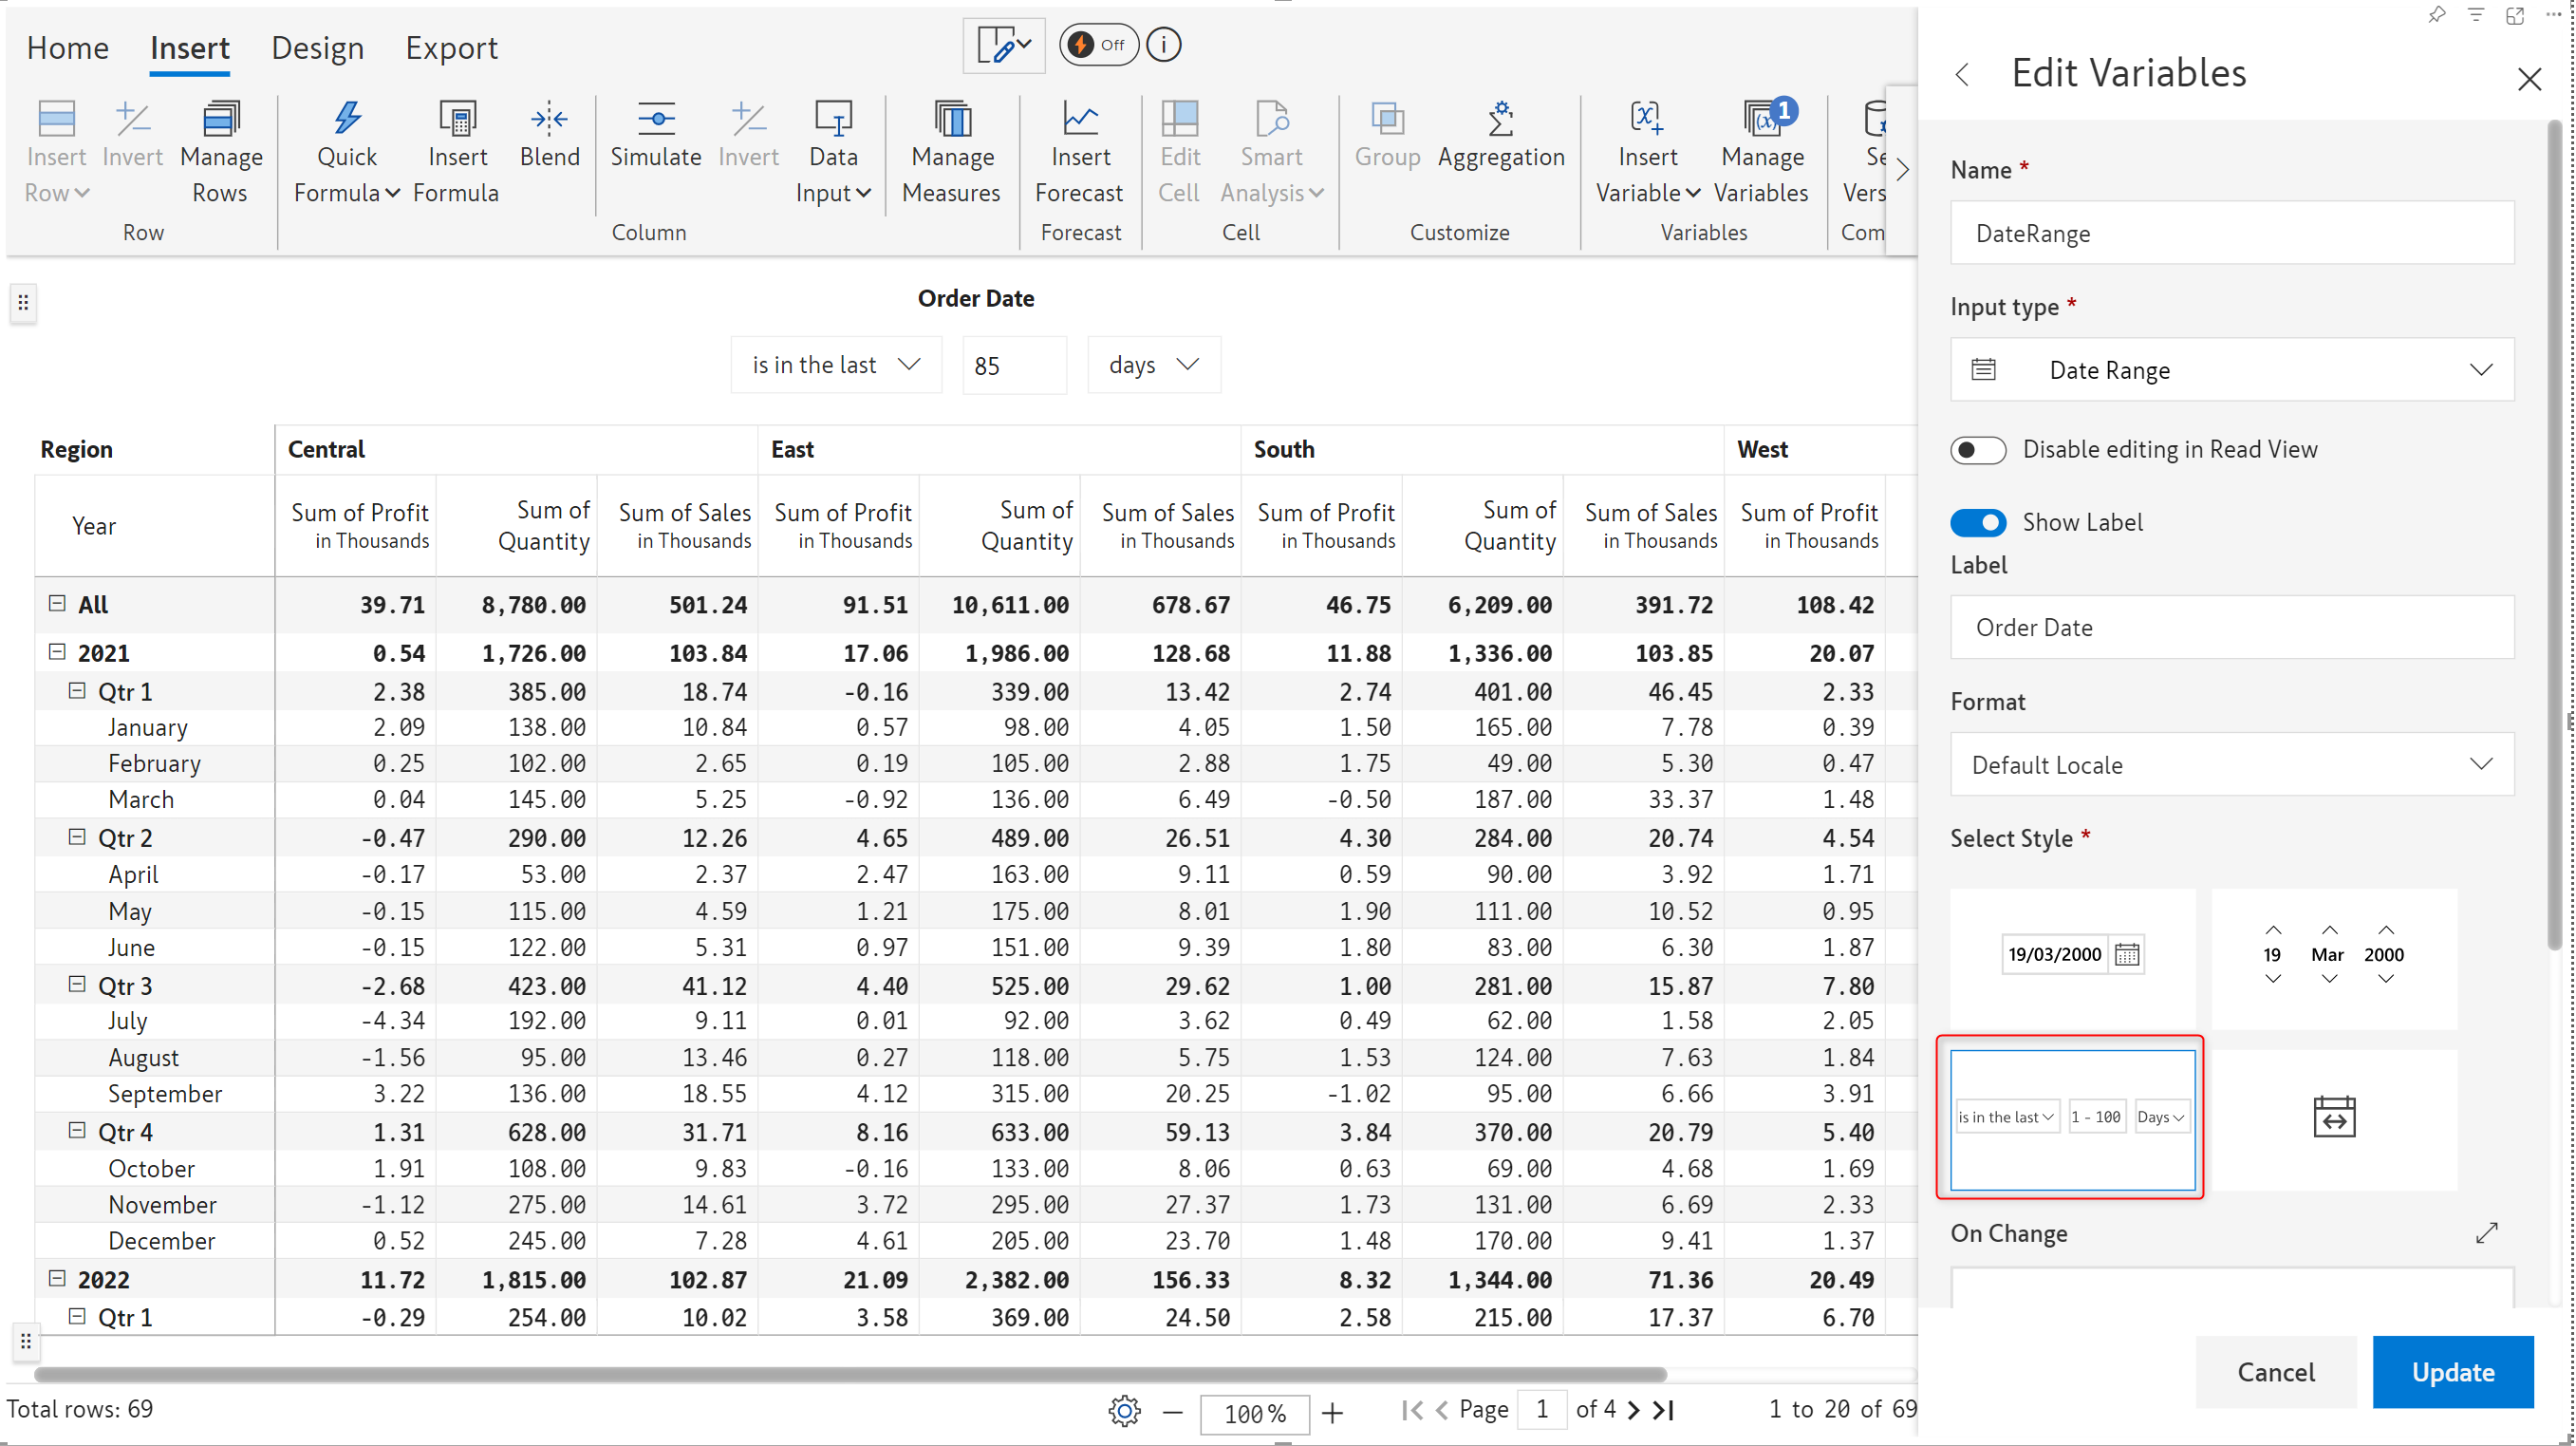 Home Insert Design Export Off
Insert Row Invert Manage Rows
Quick Formula Insert Formula Blend Simulate Invert Data Input
Manage Measures Insert Forecast Edit Cell Smart Analysis
Group Aggregation Insert Variable Manage Variables 1 Vers
Row Column Forecast Cell Customize Variables Com
Order Date
is in the last 85 days
Region Central East South West
Year Sum of Profit in Thousands Sum of Quantity Sum of Sales in Thousands Sum of Profit in Thousands Sum of Quantity Sum of Sales in Thousands Sum of Profit in Thousands Sum of Quantity Sum of Sales in Thousands Sum of Profit in Thousands
All 39.71 8,780.00 501.24 91.51 10,611.00 678.67 46.75 6,209.00 391.72 108.42
2021 0.54 1,726.00 103.84 17.06 1,986.00 128.68 11.88 1,336.00 103.85 20.07
Qtr 1 2.38 385.00 18.74 -0.16 339.00 13.42 2.74 401.00 46.45 2.33
January 2.09 138.00 10.84 0.57 98.00 4.05 1.50 165.00 7.78 0.39
February 0.25 102.00 2.65 0.19 105.00 2.88 1.75 49.00 5.30 0.47
March 0.04 145.00 5.25 -0.92 136.00 6.49 -0.50 187.00 33.37 1.48
Qtr 2 -0.47 290.00 12.26 4.65 489.00 26.51 4.30 284.00 20.74 4.54
April -0.17 53.00 2.37 2.47 163.00 9.11 0.59 90.00 3.92 1.71
May -0.15 115.00 4.59 1.21 175.00 8.01 1.90 111.00 10.52 0.95
June -0.15 122.00 5.31 0.97 151.00 9.39 1.80 83.00 6.30 1.87
Qtr 3 -2.68 423.00 41.12 4.40 525.00 29.62 1.00 281.00 15.87 7.80
July -4.34 192.00 9.11 0.01 92.00 3.62 0.49 62.00 1.58 2.05
August -1.56 95.00 13.46 0.27 118.00 5.75 1.53 124.00 7.63 1.84
September 3.22 136.00 18.55 4.12 315.00 20.25 -1.02 95.00 6.66 3.91
Qtr 4 1.31 628.00 31.71 8.16 633.00 59.13 3.84 370.00 20.79 5.40
October 1.91 108.00 9.83 -0.16 133.00 8.06 0.63 69.00 4.68 1.69
November -1.12 275.00 14.61 3.72 295.00 27.37 1.73 131.00 6.69 2.33
December 0.52 245.00 7.28 4.61 205.00 23.70 1.48 170.00 9.41 1.37
2022 11.72 1,815.00 102.87 21.09 2,382.00 156.33 8.32 1,344.00 71.36 20.49
Qtr 1 -0.29 254.00 10.02 3.58 369.00 24.50 2.58 215.00 17.37 6.70
Total rows: 69 100% Page 1 of 4 1 to 20 of 69
Edit Variables
Name *
DateRange
Input type *
Date Range
Disable editing in Read View
Show Label
Label
Order Date
Format
Default Locale
Select Style *
19/03/2000 19 Mar 2000
is in the last 1 - 100 Days
On Change
Cancel Update